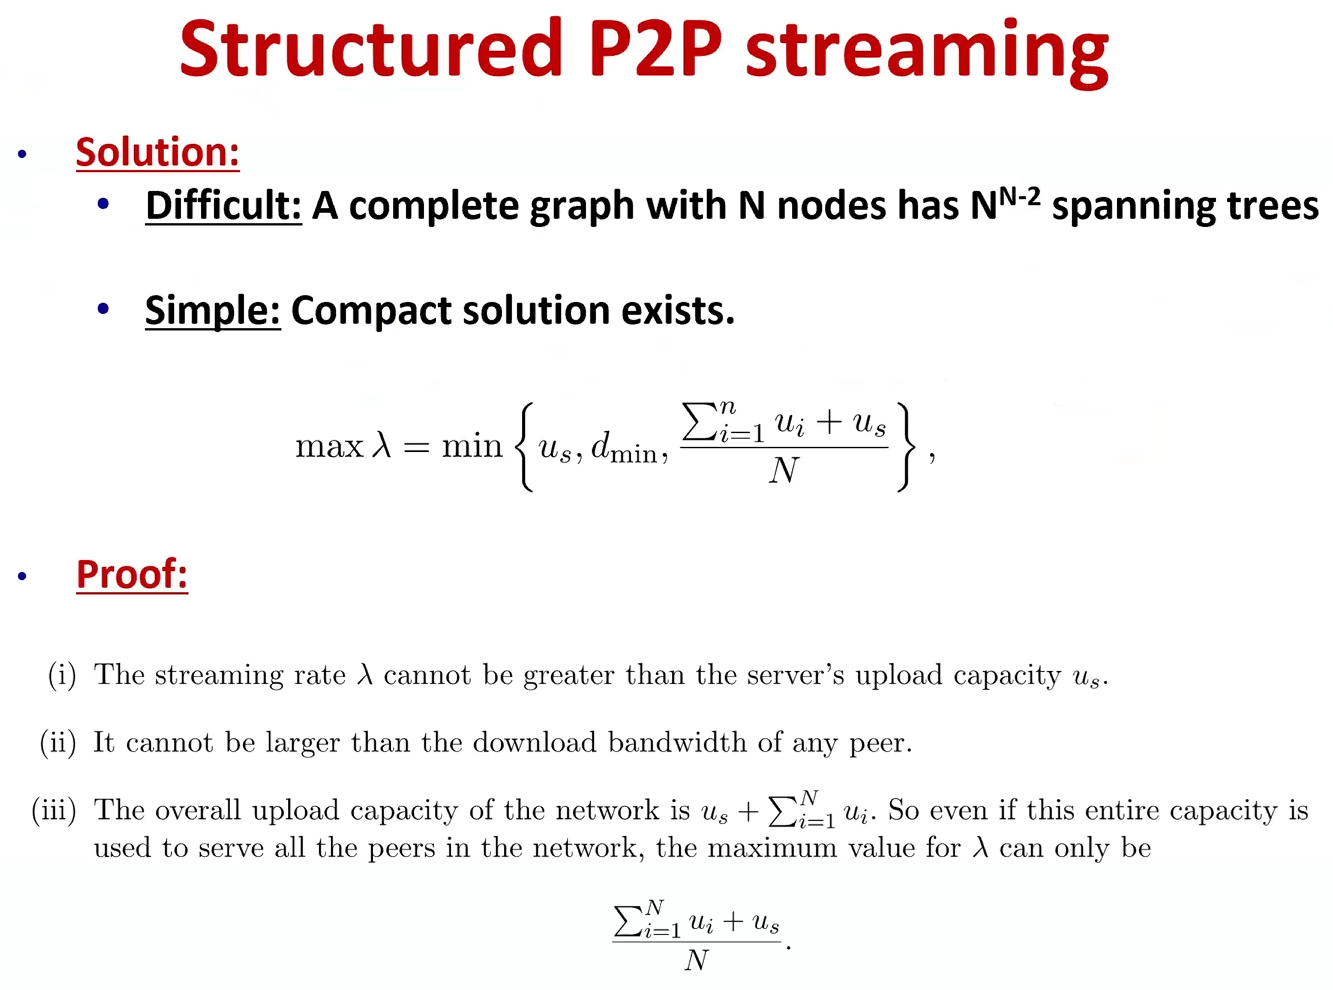 Structured P2P streaming
• Solution:
• Difficult: A complete graph with N nodes has N^{N-2} spanning trees
• Simple: Compact solution exists.
$\max \lambda = \min \left\{ u_s, d_{\min}, \frac{\sum_{i=1}^{n} u_i + u_s}{N} \right\},$
• Proof:
(i) The streaming rate λ cannot be greater than the server's upload capacity $u_s$.
(ii) It cannot be larger than the download bandwidth of any peer.
(iii) The overall upload capacity of the network is $u_s + \sum_{i=1}^{N} u_i$. So even if this entire capacity is
used to serve all the peers in the network, the maximum value for λ can only be
$\frac{\sum_{i=1}^{N} u_i + u_s}{N}.$